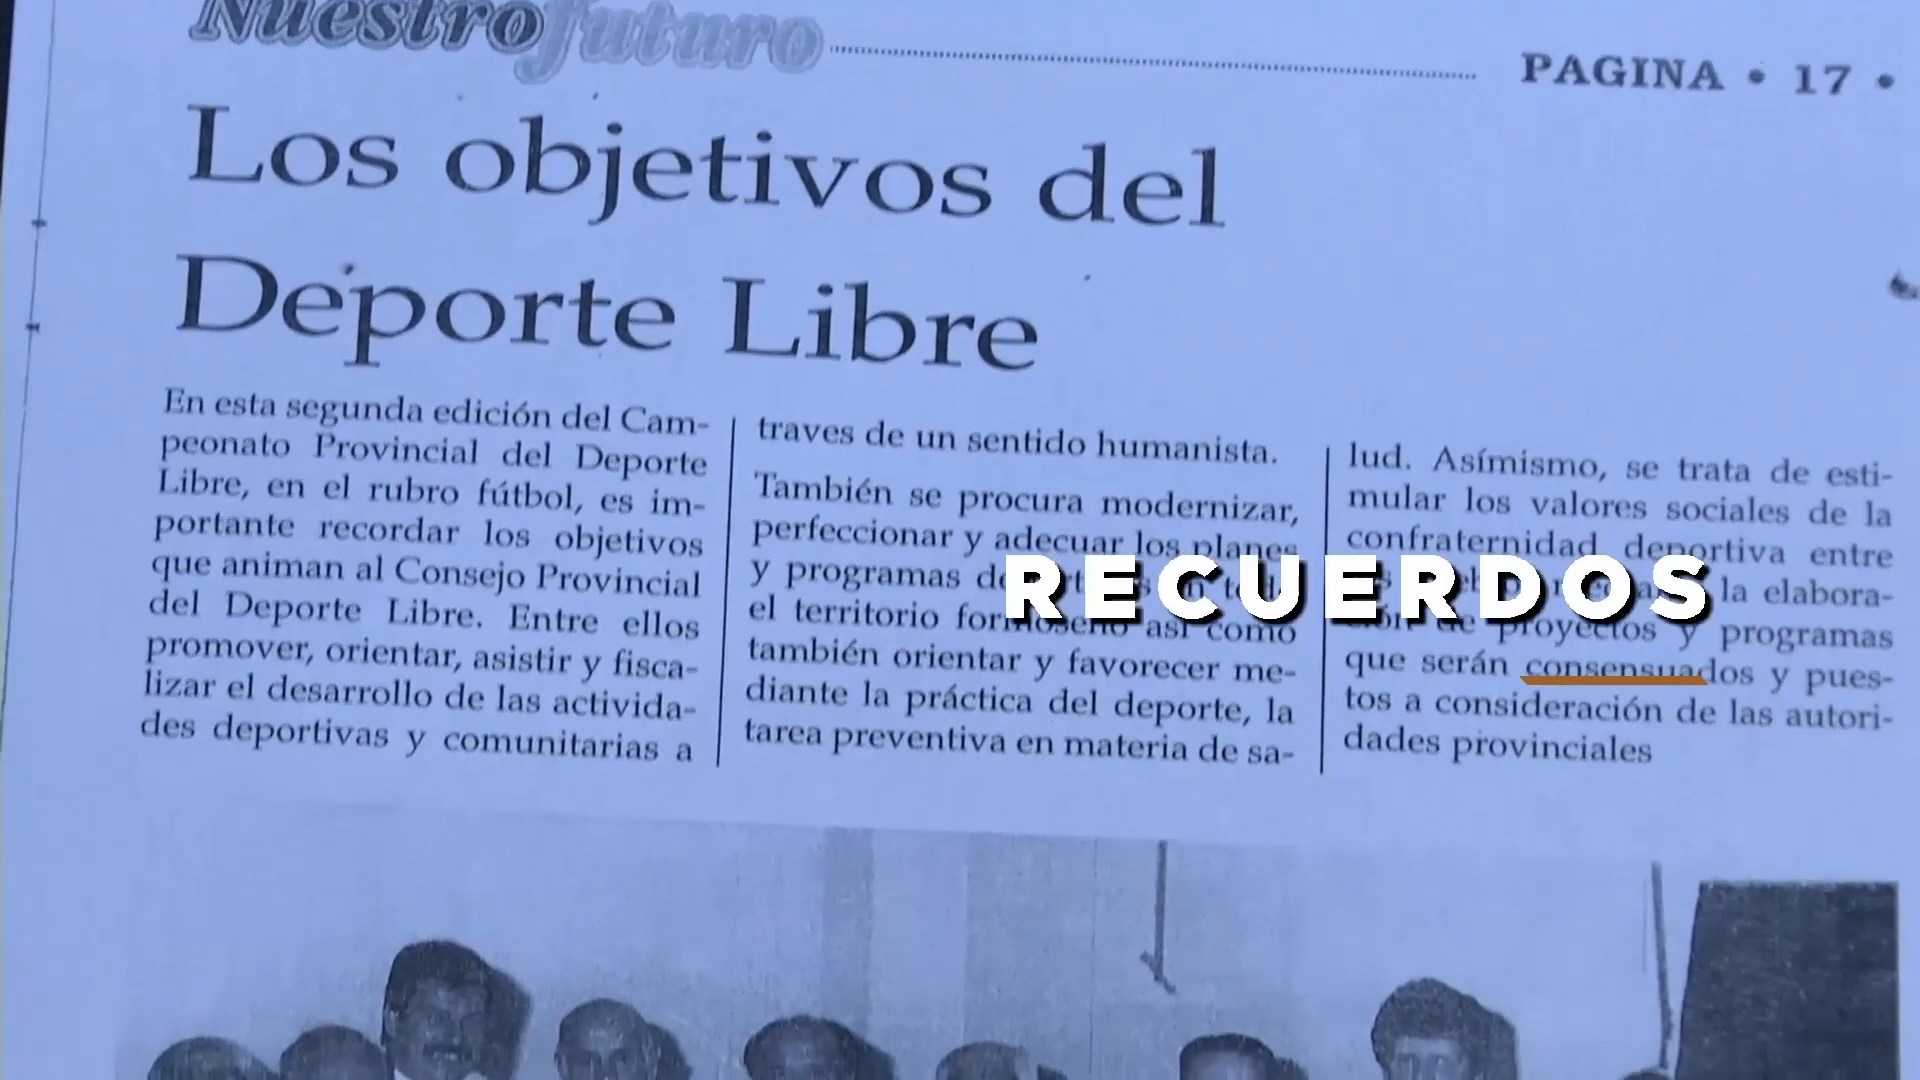 Nuestro futuro
PAGINA • 17 •
Los objetivos del
Deporte Libre
En esta segunda edición del Cam-
peonato Provincial del Deporte
Libre, en el rubro fútbol, es im-
portante recordar los objetivos
que animan al Consejo Provincial
del Deporte Libre. Entre ellos
promover, orientar, asistir y fisca-
lizar el desarrollo de las activida-
des deportivas y comunitarias a
traves de un sentido humanista.
También se procura modernizar,
perfeccionar y adecuar los planes
y programas
el territorio formoseño así como
también orientar y favorecer me-
diante la práctica del deporte, la
tarea preventiva en materia de sa-
lud. Asímismo, se trata de esti-
mular los valores sociales de la
confraternidad deportiva entre
la elabora-
ción de proyectos y programas
que serán consensuados y pues-
tos a consideración de las autori-
dades provinciales
RECUERDOS